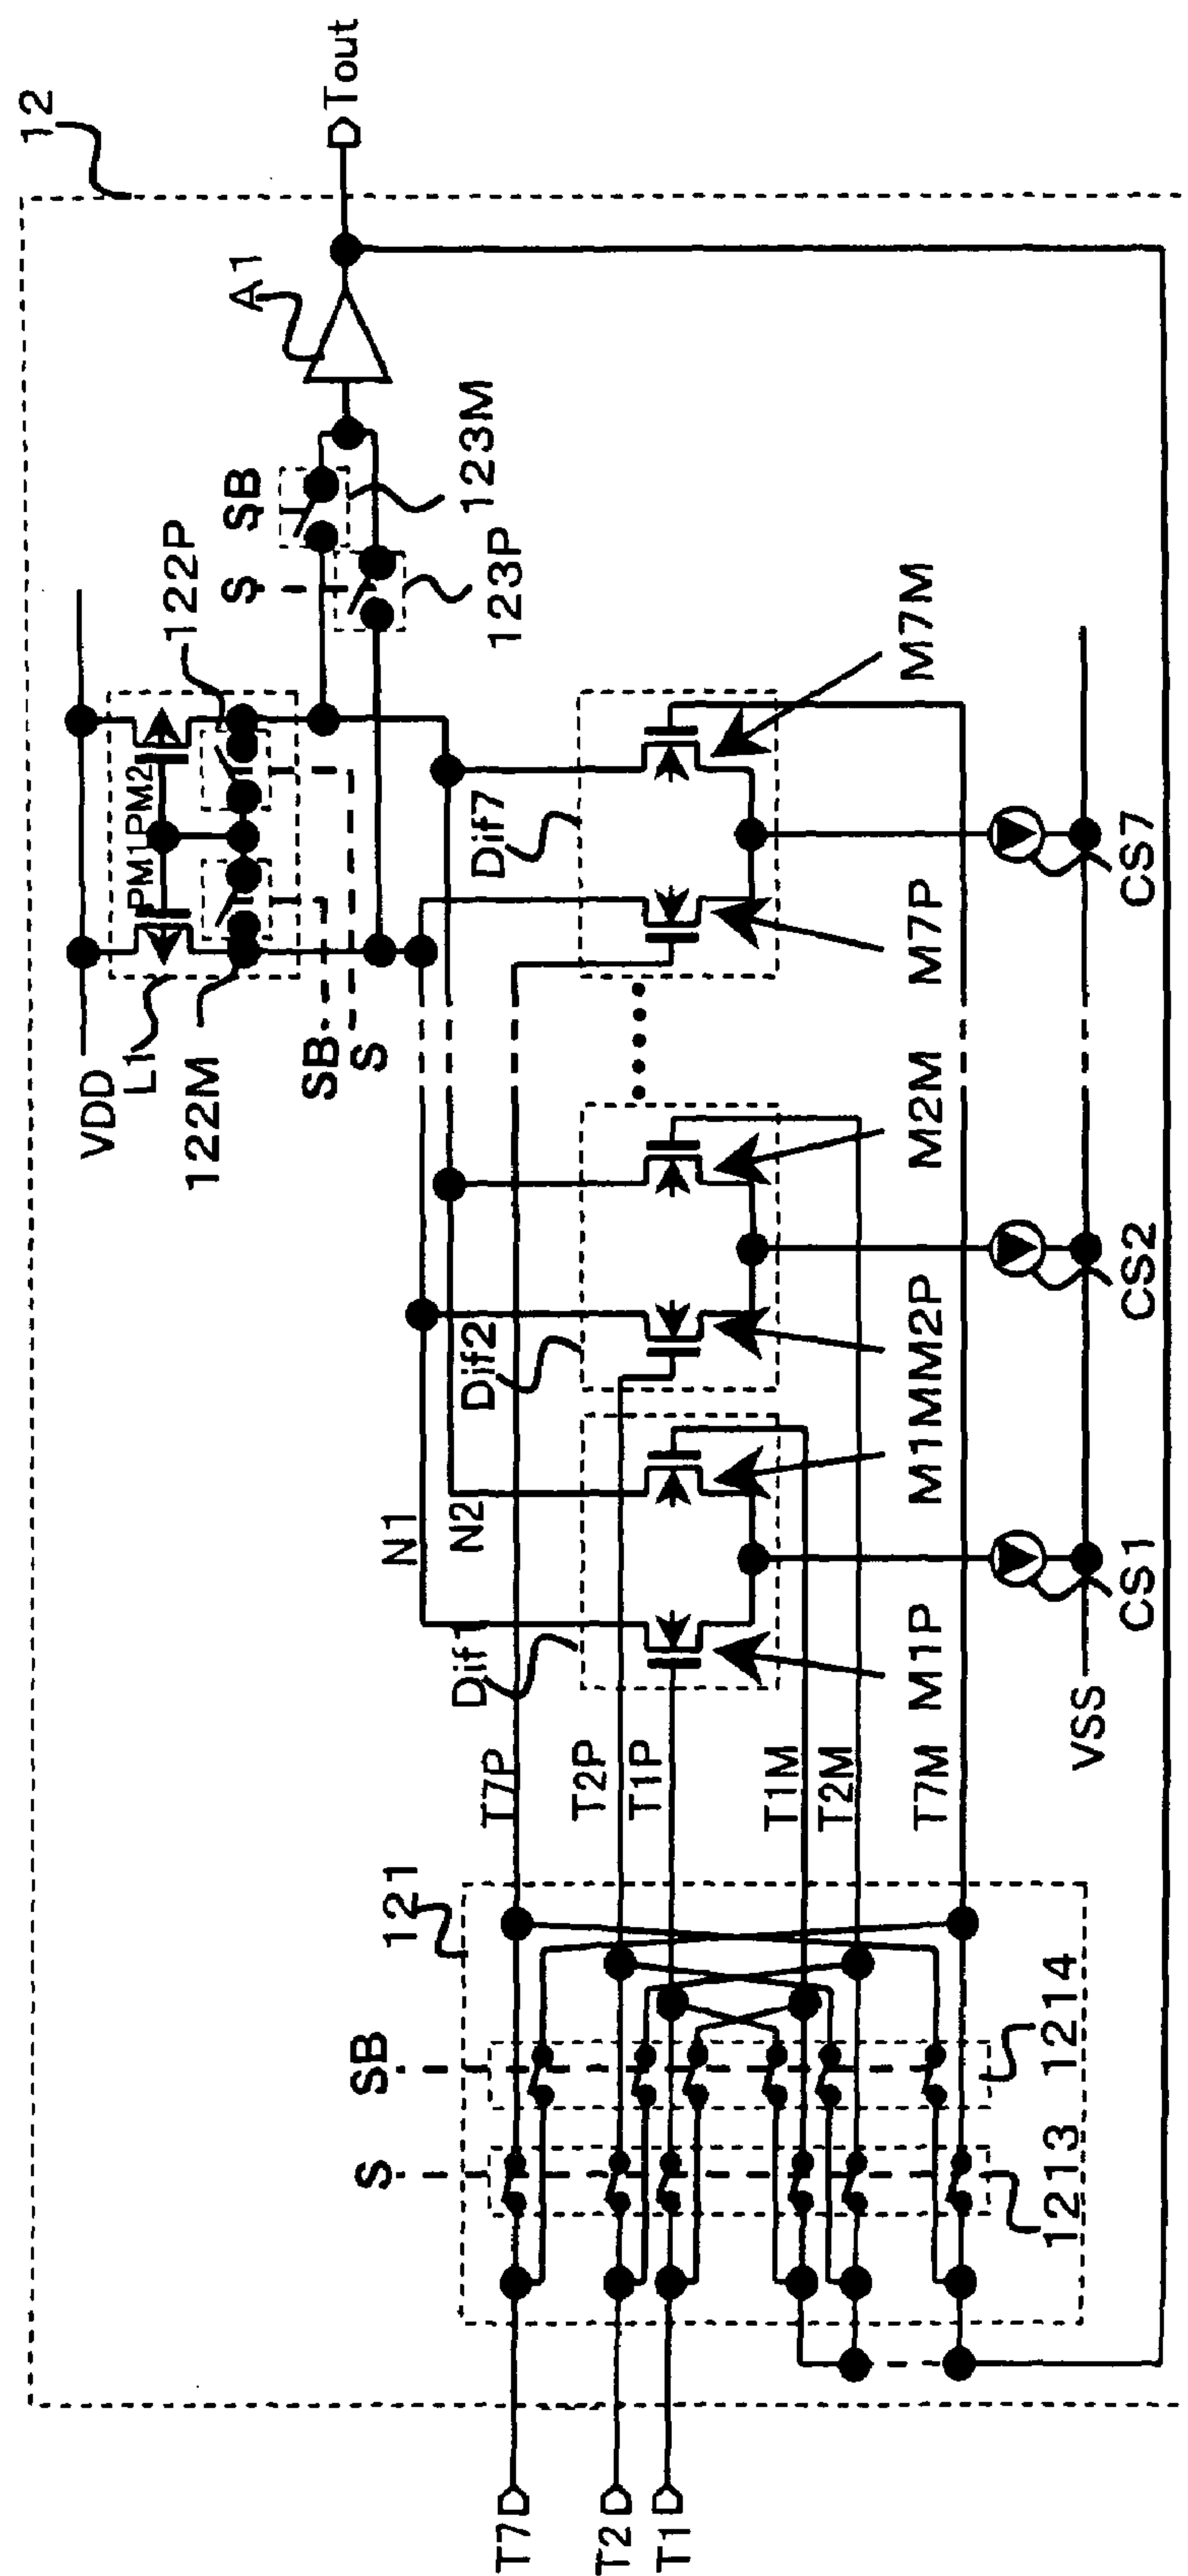 12
Tout
A1
SB
123M
S
123P
122P
PM1
PM2
VDD
L1
122M
SB
S
N1
N2
Dif1
Dif2
Dif7
M7M
M7P
M2M
M2P
M1M
M1P
T7P
T2P
T1P
T1M
T2M
T7M
VSS
CS1
CS2
CS7
121
SB
S
1214
1213
T7
T2
T1